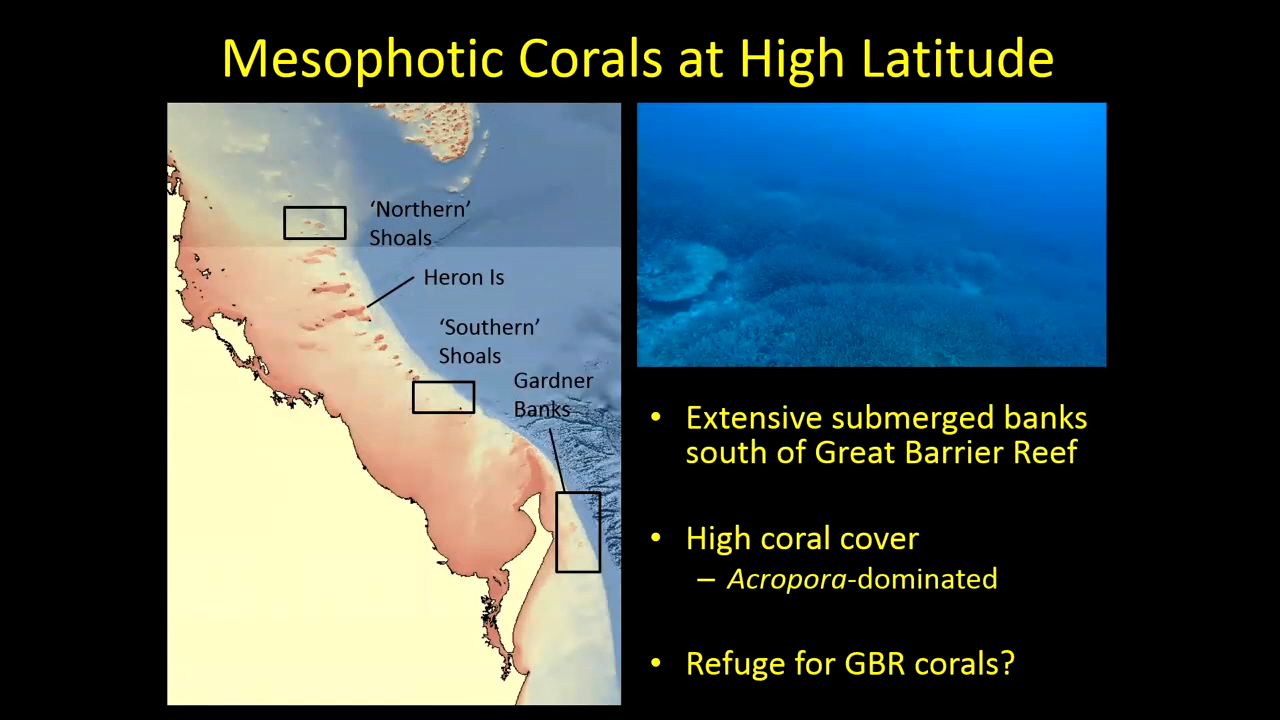 Mesophotic Corals at High Latitude
‘Northern’
Shoals
Heron Is
‘Southern’
Shoals
Gardner
Banks
• Extensive submerged banks
south of Great Barrier Reef
• High coral cover
– Acropora-dominated
• Refuge for GBR corals?